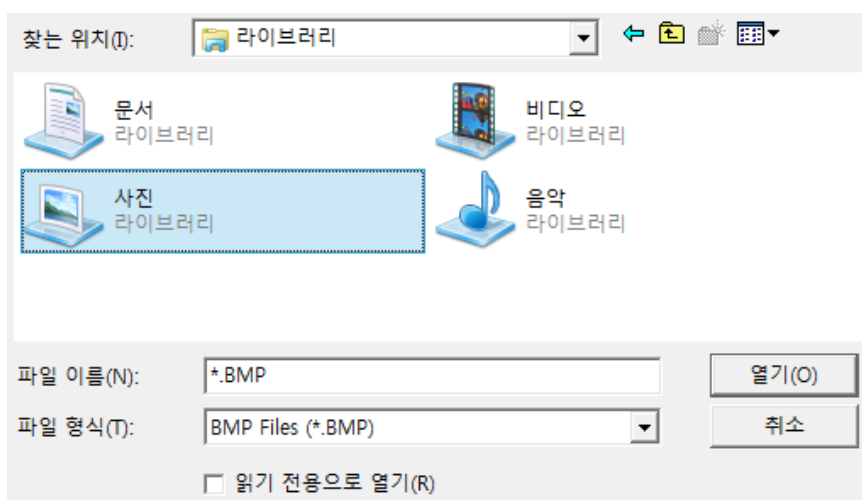 찾는 위치(I):
라이브러리
문서
라이브러리
비디오
라이브러리
사진
라이브러리
음악
라이브러리
파일 이름(N):
*.BMP
열기(O)
파일 형식(T):
BMP Files (*.BMP)
취소
읽기 전용으로 열기(R)